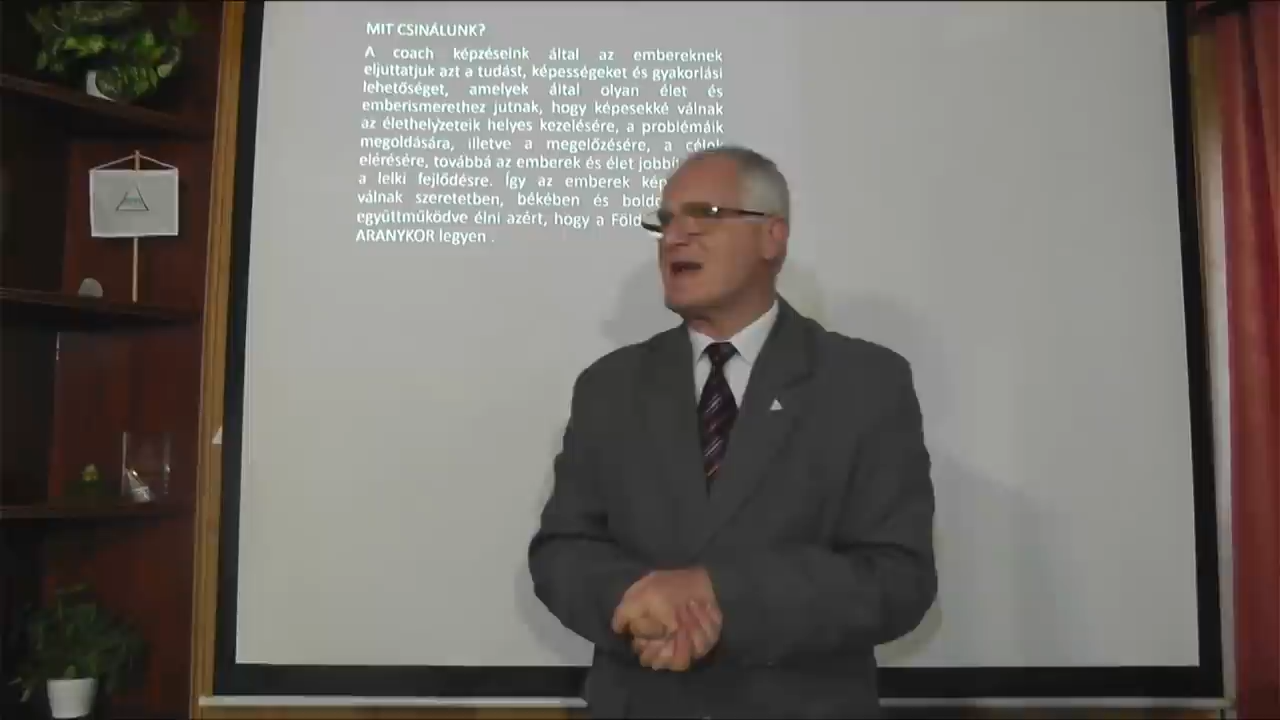 MIT CSINÁLUNK?
A coach képzéseink által az embereknek
eljuttatjuk azt a tudást, képességeket és gyakorlási
lehetőséget, amelyek által olyan élet és
emberismerethez jutnak, hogy képesekké válnak
az élethelyzeteik helyes kezelésére, a problémáik
megoldására, illetve a megelőzésére, a célok
elérésére, továbbá az emberek és élet
a lelki fejlődésre. Így az emberek
válnak szeretetben, békében és
együttműködve élni azért, hogy a Föld
ARANYKOR legyen .